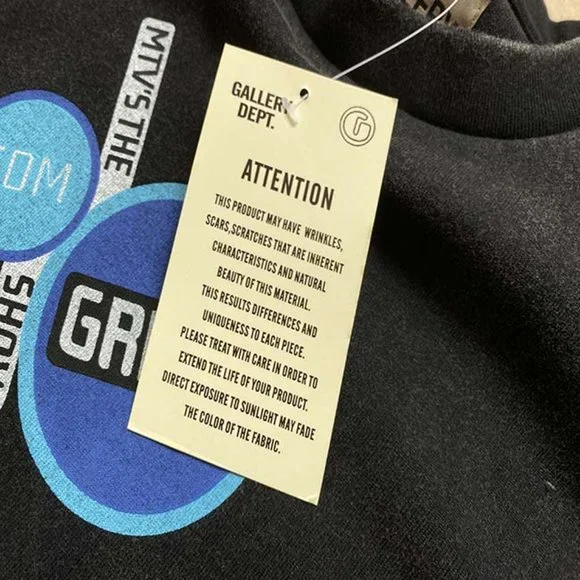 MTV'S THE
GALLERY
DEPT.
G
ATTENTION
THIS PRODUCT MAY HAVE WRINKLES,
SCARS,SCRATCHES THAT ARE INHERENT
CHARACTERISTICS AND NATURAL
BEAUTY OF THIS MATERIAL.
THIS RESULTS DIFFERENCES AND
UNIQUENESS TO EACH PIECE.
PLEASE TREAT WITH CARE IN ORDER TO
EXTEND THE LIFE OF YOUR PRODUCT.
DIRECT EXPOSURE TO SUNLIGHT MAY FADE
THE COLOR OF THE FABRIC.
COM
SHOW
GR